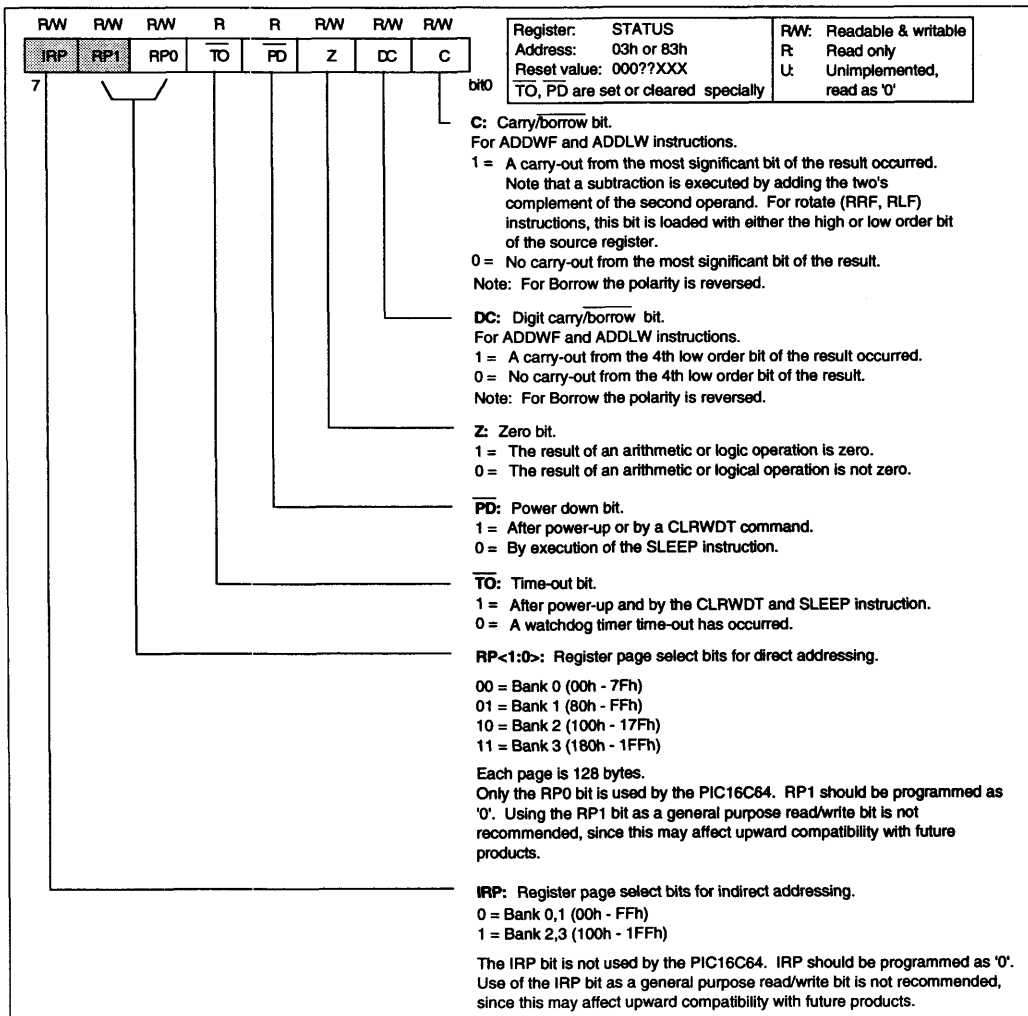 R/W R/W R/W R R R/W R/W R/W
IRP RP1 RP0 T̅O̅ P̅D̅ Z DC C
7 bit0
Register: STATUS
Address: 03h or 83h
Reset value: 000??XXX
T̅O̅, P̅D̅ are set or cleared specially
R/W: Readable & writable
R: Read only
U: Unimplemented,
read as '0'
C: Carry/b̅o̅r̅r̅o̅w̅ bit.
For ADDWF and ADDLW instructions.
1 = A carry-out from the most significant bit of the result occurred.
Note that a subtraction is executed by adding the two's
complement of the second operand. For rotate (RRF, RLF)
instructions, this bit is loaded with either the high or low order bit
of the source register.
0 = No carry-out from the most significant bit of the result.
Note: For Borrow the polarity is reversed.
DC: Digit carry/b̅o̅r̅r̅o̅w̅ bit.
For ADDWF and ADDLW instructions.
1 = A carry-out from the 4th low order bit of the result occurred.
0 = No carry-out from the 4th low order bit of the result.
Note: For Borrow the polarity is reversed.
Z: Zero bit.
1 = The result of an arithmetic or logic operation is zero.
0 = The result of an arithmetic or logical operation is not zero.
P̅D̅: Power down bit.
1 = After power-up or by a CLRWDT command.
0 = By execution of the SLEEP instruction.
T̅O̅: Time-out bit.
1 = After power-up and by the CLRWDT and SLEEP instruction.
0 = A watchdog timer time-out has occurred.
RP<1:0>: Register page select bits for direct addressing.
00 = Bank 0 (00h - 7Fh)
01 = Bank 1 (80h - FFh)
10 = Bank 2 (100h - 17Fh)
11 = Bank 3 (180h - 1FFh)
Each page is 128 bytes.
Only the RP0 bit is used by the PIC16C64. RP1 should be programmed as
'0'. Using the RP1 bit as a general purpose read/write bit is not
recommended, since this may affect upward compatibility with future
products.
IRP: Register page select bits for indirect addressing.
0 = Bank 0,1 (00h - FFh)
1 = Bank 2,3 (100h - 1FFh)
The IRP bit is not used by the PIC16C64. IRP should be programmed as '0'.
Use of the IRP bit as a general purpose read/write bit is not recommended,
since this may affect upward compatibility with future products.